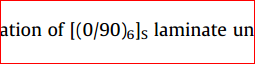 ation of [(0/90)₆]s laminate un